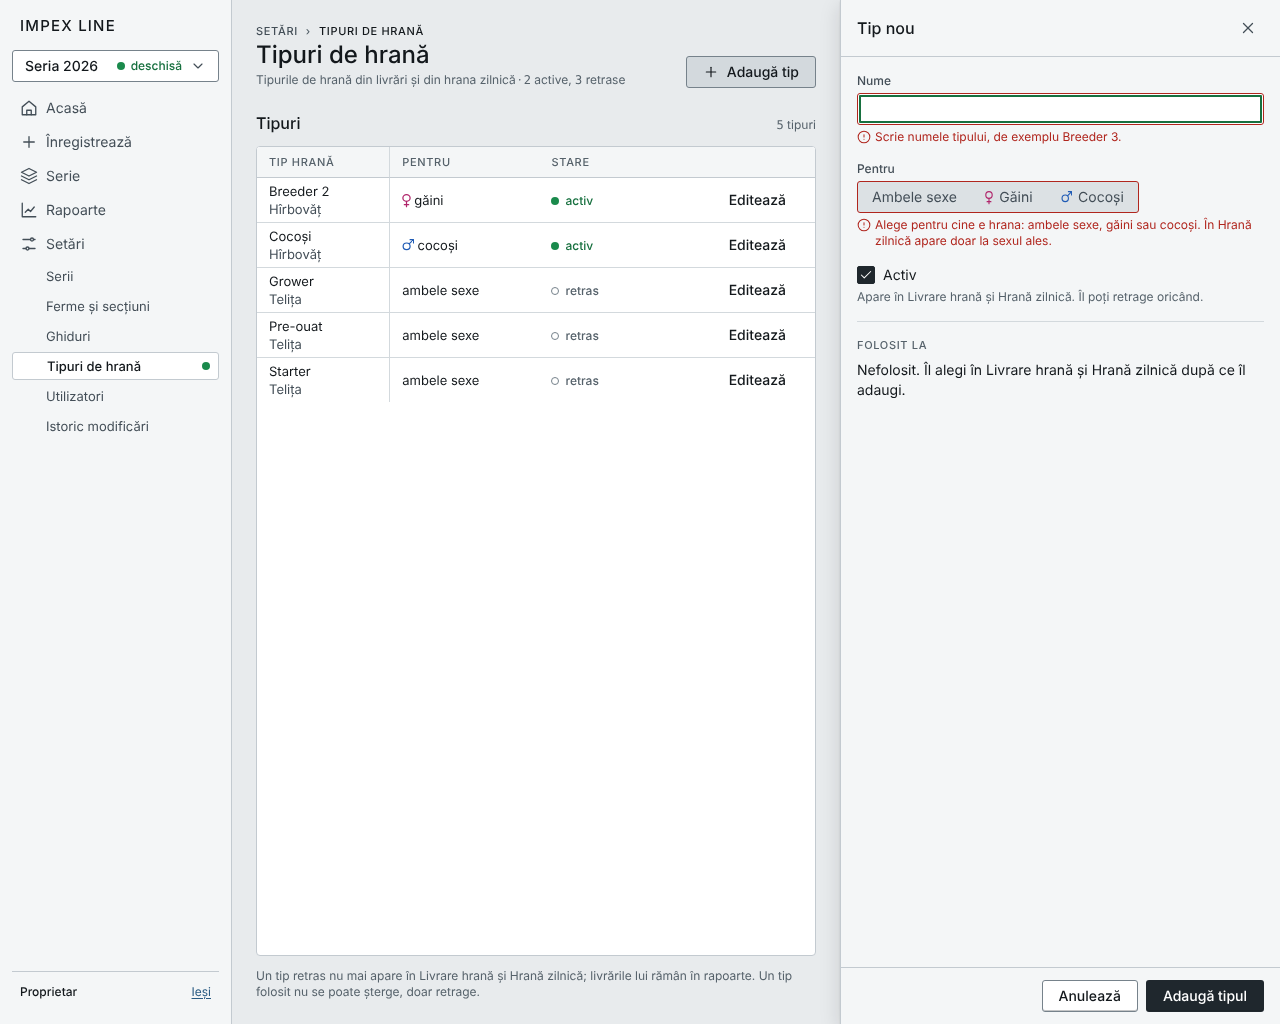 IMPEX LINE
Seria 2026 deschisă
Acasă
Înregistrează
Serie
Rapoarte
Setări
Serii
Ferme și secțiuni
Ghiduri
Tipuri de hrană
Utilizatori
Istoric modificări
Proprietar Ieși
SETĂRI › TIPURI DE HRANĂ
Tipuri de hrană
Tipurile de hrană din livrări și din hrana zilnică · 2 active, 3 retrase
Adaugă tip
Tipuri 5 tipuri
TIP HRANĂ PENTRU STARE
Breeder 2
Hîrbovăț
♀ găini activ Editează
Cocoși
Hîrbovăț
♂ cocoși activ Editează
Grower
Telița
ambele sexe retras Editează
Pre-ouat
Telița
ambele sexe retras Editează
Starter
Telița
ambele sexe retras Editează
Un tip retras nu mai apare în Livrare hrană și Hrană zilnică; livrările lui rămân în rapoarte. Un tip
folosit nu se poate șterge, doar retrage.
Tip nou
Nume
Scrie numele tipului, de exemplu Breeder 3.
Pentru
Ambele sexe ♀ Găini ♂ Cocoși
Alege pentru cine e hrana: ambele sexe, găini sau cocoși. În Hrană
zilnică apare doar la sexul ales.
Activ
Apare în Livrare hrană și Hrană zilnică. Îl poți retrage oricând.
FOLOSIT LA
Nefolosit. Îl alegi în Livrare hrană și Hrană zilnică după ce îl
adaugi.
Anulează Adaugă tipul